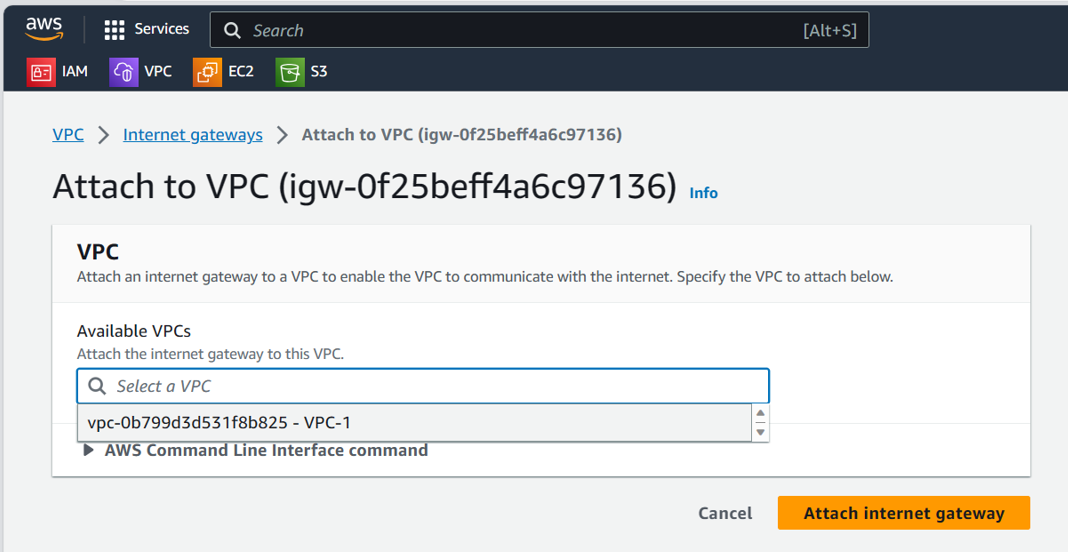 aws
Services
Search
[Alt+S]
IAM
VPC
EC2
S3
VPC > Internet gateways > Attach to VPC (igw-0f25beff4a6c97136)
Attach to VPC (igw-0f25beff4a6c97136) Info
VPC
Attach an internet gateway to a VPC to enable the VPC to communicate with the internet. Specify the VPC to attach below.
Available VPCs
Attach the internet gateway to this VPC.
Select a VPC
vpc-0b799d3d531f8b825 - VPC-1
AWS Command Line Interface command
Cancel
Attach internet gateway